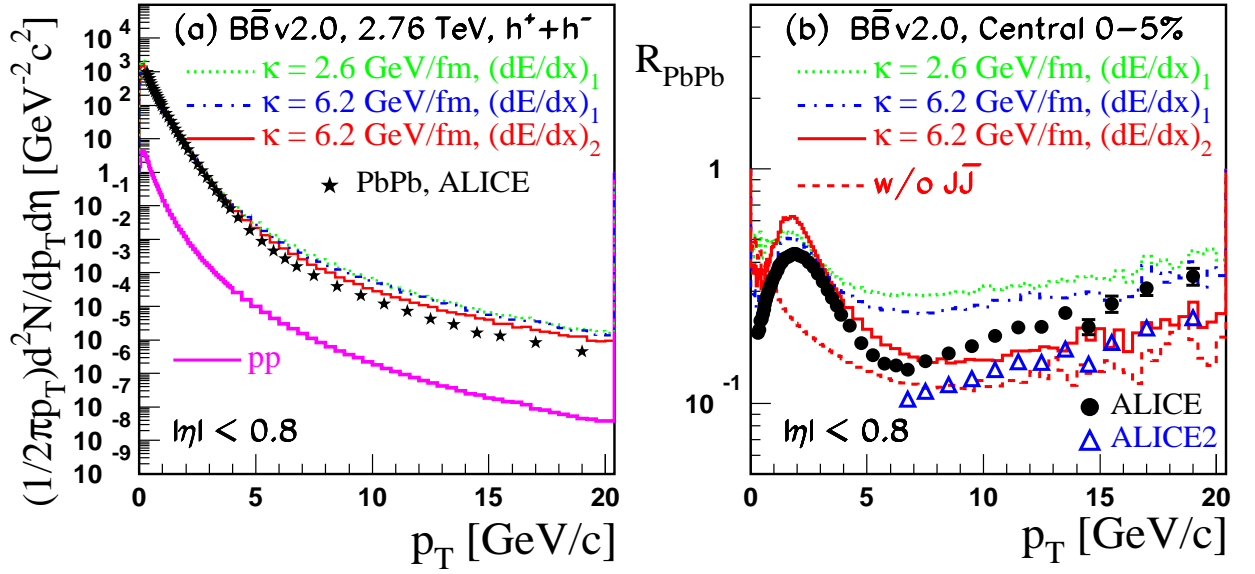 (a) BB̅ v2.0, 2.76 TeV, h⁺+h⁻
κ = 2.6 GeV/fm, (dE/dx)₁
κ = 6.2 GeV/fm, (dE/dx)₁
κ = 6.2 GeV/fm, (dE/dx)₂
PbPb, ALICE
pp
|η| < 0.8
(1/2πp_T)d²N/dp_Tdη [GeV⁻²c²]
10⁴
10³
10²
10
1
10⁻¹
10⁻²
10⁻³
10⁻⁴
10⁻⁵
10⁻⁶
10⁻⁷
10⁻⁸
10⁻⁹
0 5 10 15 20
p_T [GeV/c]
(b) BB̅ v2.0, Central 0-5%
R_PbPb
κ = 2.6 GeV/fm, (dE/dx)₁
κ = 6.2 GeV/fm, (dE/dx)₁
κ = 6.2 GeV/fm, (dE/dx)₂
w/o JJ̅
1
10⁻¹
|η| < 0.8
ALICE
ALICE2
0 5 10 15 20
p_T [GeV/c]